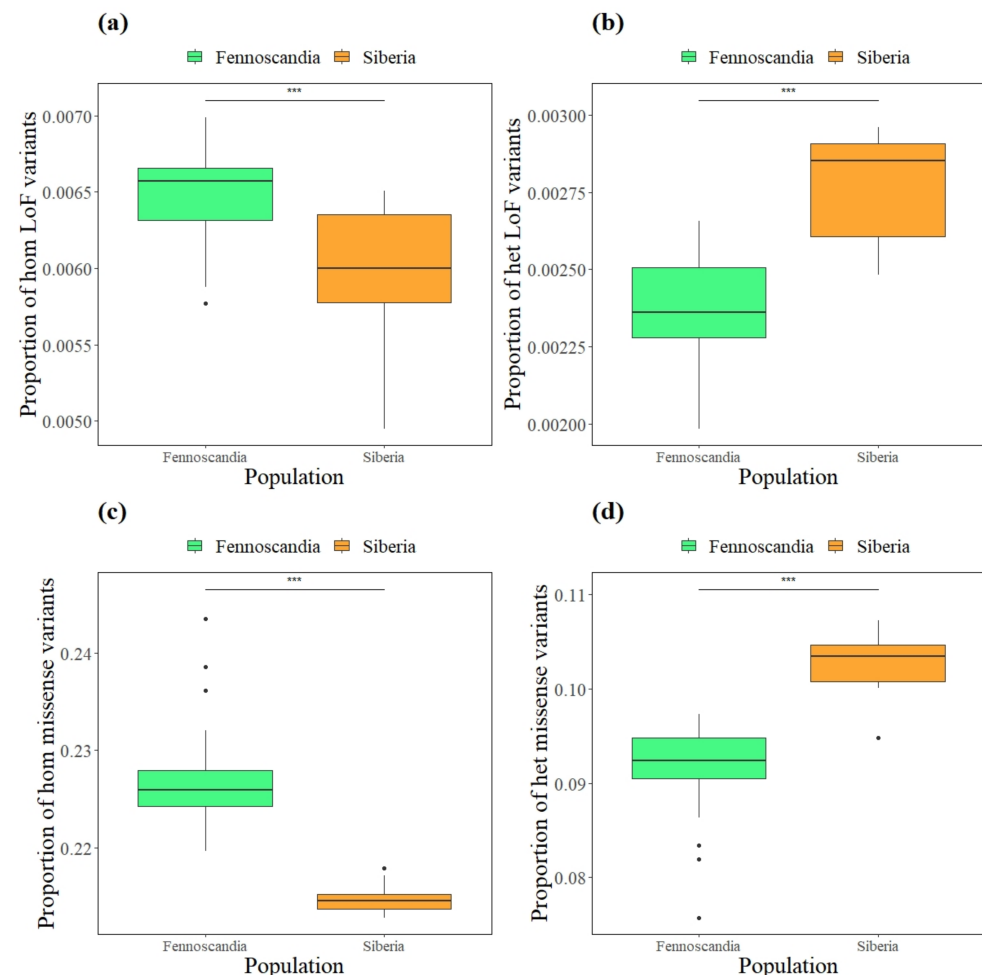 (a)
Fennoscandia Siberia
***
Proportion of hom LoF variants
0.0070
0.0065
0.0060
0.0055
0.0050
Fennoscandia Siberia
Population
(b)
Fennoscandia Siberia
***
Proportion of het LoF variants
0.00300
0.00275
0.00250
0.00225
0.00200
Fennoscandia Siberia
Population
(c)
Fennoscandia Siberia
***
Proportion of hom missense variants
0.24
0.23
0.22
Fennoscandia Siberia
Population
(d)
Fennoscandia Siberia
***
Proportion of het missense variants
0.11
0.10
0.09
0.08
Fennoscandia Siberia
Population